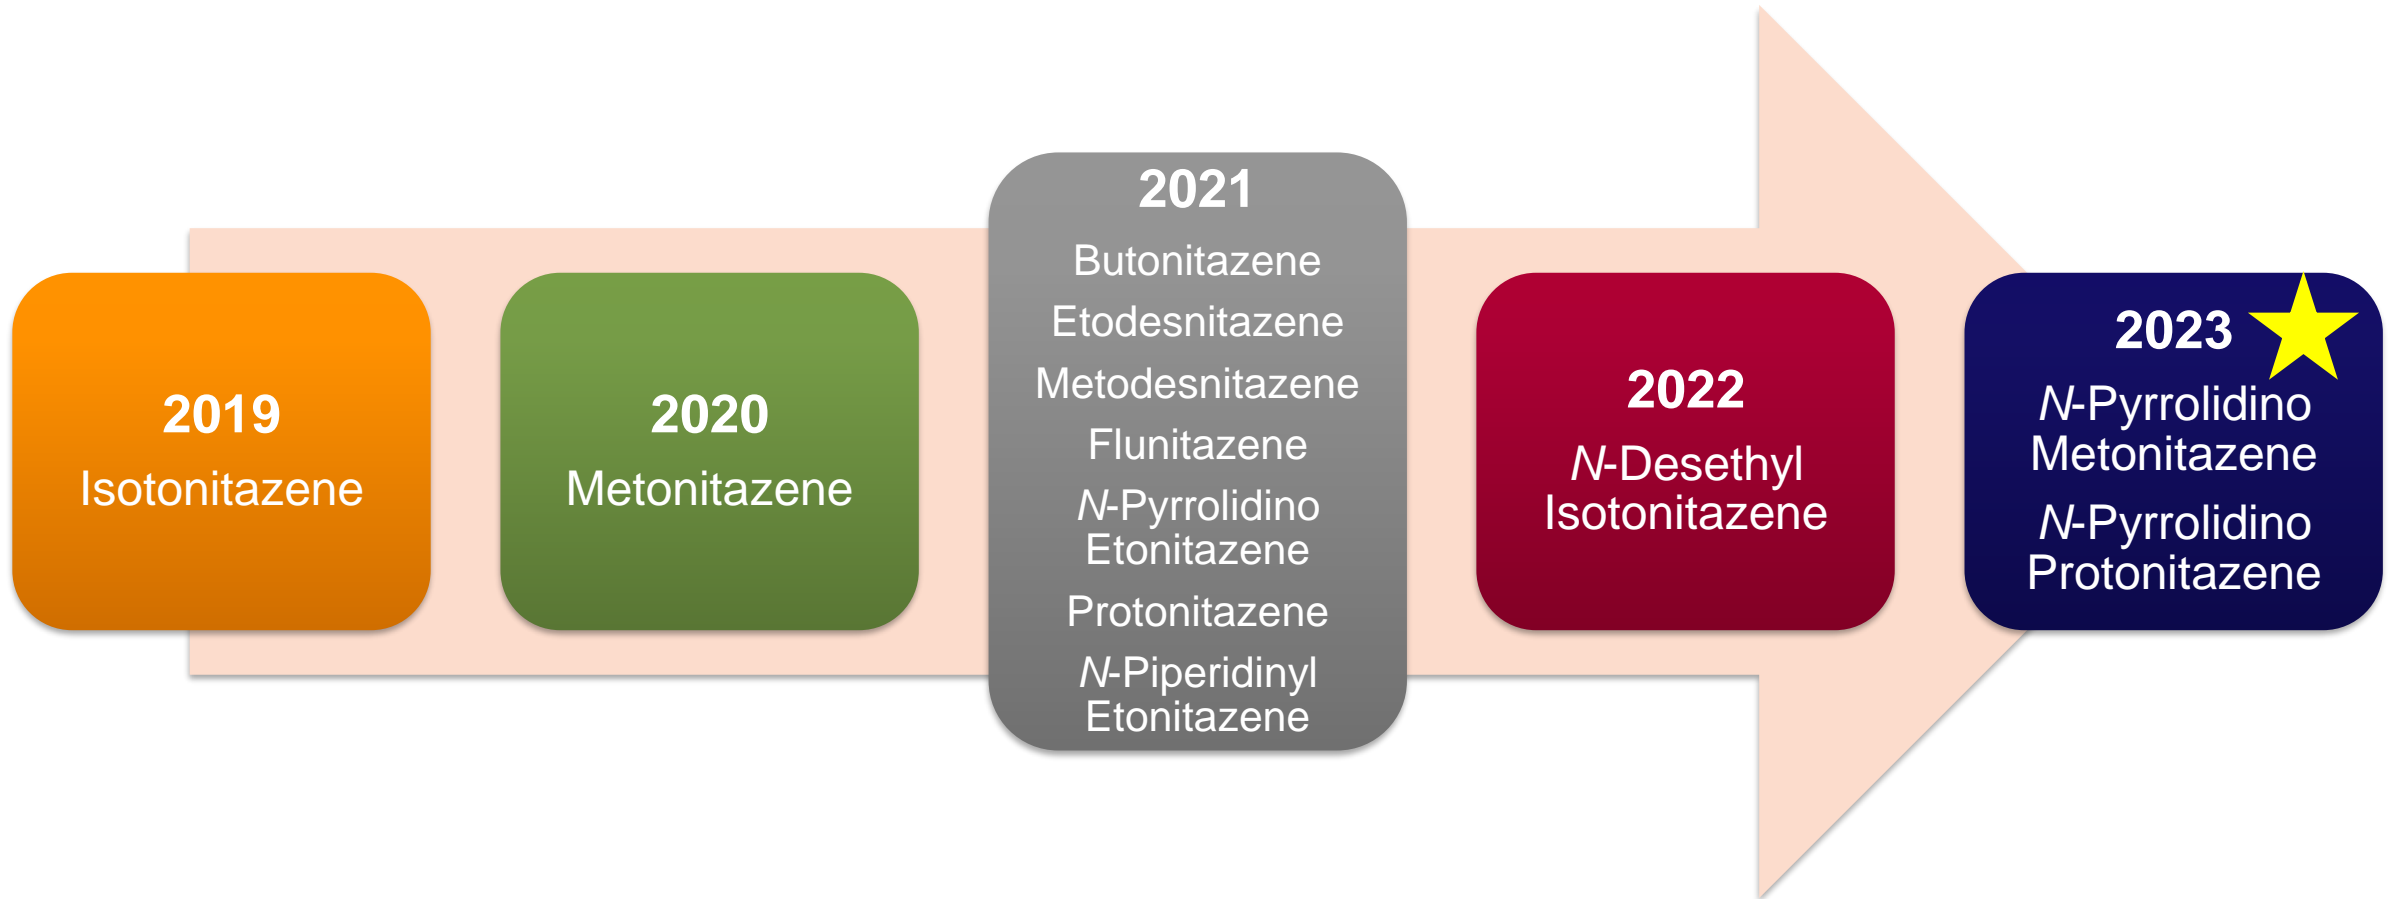 2019
Isotonitazene
2020
Metonitazene
2021
Butonitazene
Etodesnitazene
Metodesnitazene
Flunitazene
N-Pyrrolidino
Etonitazene
Protonitazene
N-Piperidinyl
Etonitazene
2022
N-Desethyl
Isotonitazene
2023
N-Pyrrolidino
Metonitazene
N-Pyrrolidino
Protonitazene